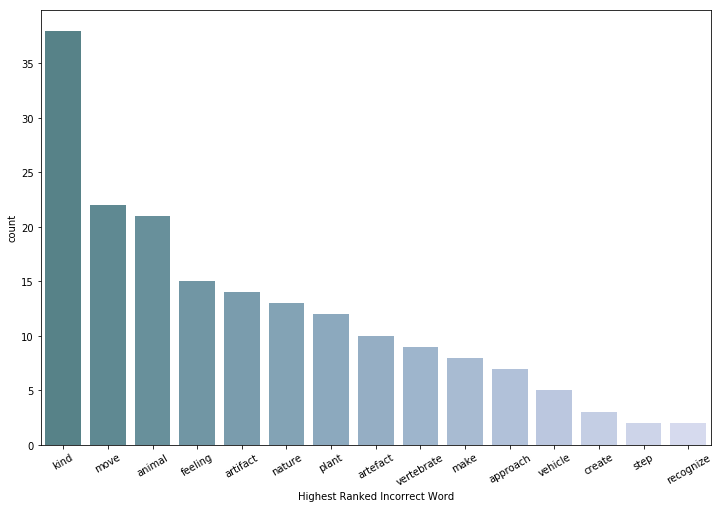 count
35
30
25
20
15
10
5
0
kind move animal feeling artifact nature plant artefact vertebrate make approach vehicle create step recognize
Highest Ranked Incorrect Word